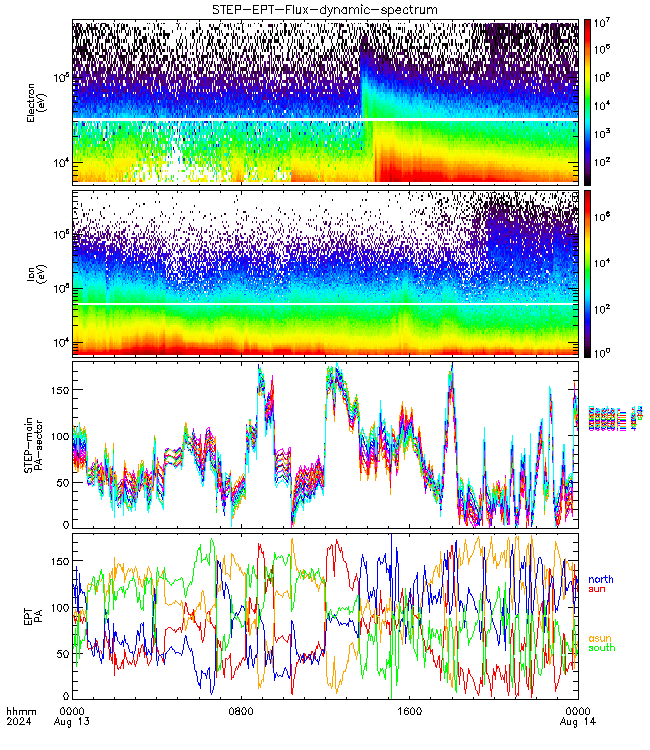 STEP-EPT-Flux-dynamic-spectrum
Electron
(eV)
10^5
10^4
10^7
10^6
10^5
10^4
10^3
10^2
Ion
(eV)
10^6
10^5
10^4
10^6
10^4
10^2
10^0
STEP-main
PA-sector
150
100
50
0
EPT
PA
150
100
50
0
north
sun
asun
south
hhmm
2024
0000
Aug 13
0800
1600
0000
Aug 14